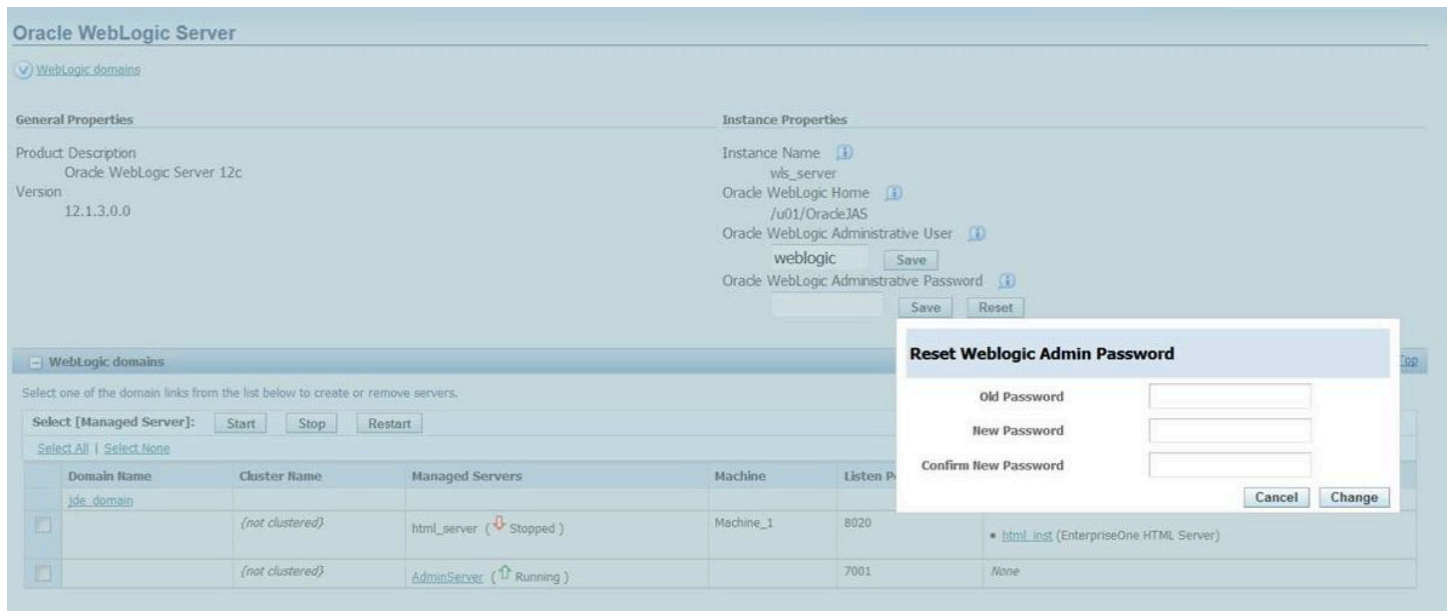 Oracle WebLogic Server
WebLogic domains
General Properties
Product Description
Oracle WebLogic Server 12c
Version
12.1.3.0.0
Instance Properties
Instance Name
wls_server
Oracle WebLogic Home
/u01/OracleJAS
Oracle WebLogic Administrative User
weblogic Save
Oracle WebLogic Administrative Password
Save Reset
Reset Weblogic Admin Password
Old Password
New Password
Confirm New Password
Cancel Change
WebLogic domains Top
Select one of the domain links from the list below to create or remove servers.
Select [Managed Server]: Start Stop Restart
Select All | Select None
Domain Name Cluster Name Managed Servers Machine Listen
jde_domain
(not clustered) html_server ( Stopped ) Machine_1 8020 • html_inst (EnterpriseOne HTML Server)
(not clustered) AdminServer ( Running ) 7001 None